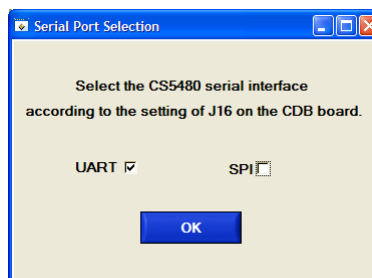 Serial Port Selection
Select the CS5480 serial interface
according to the setting of J16 on the CDB board.
UART SPI
OK